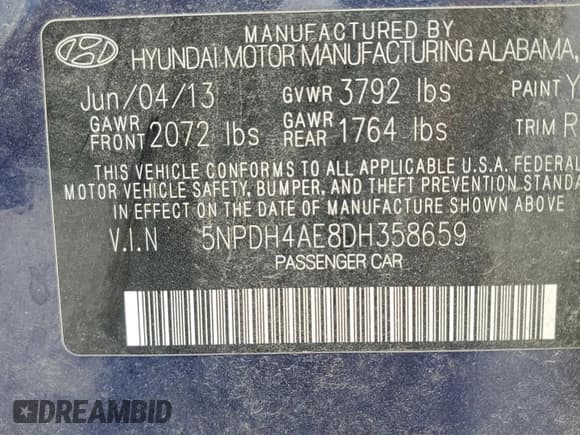 MANUFACTURED BY
HYUNDAI MOTOR MANUFACTURING ALABAMA,
Jun/04/13 GVWR 3792 lbs PAINT Y
GAWR FRONT 2072 lbs GAWR REAR 1764 lbs TRIM R
THIS VEHICLE CONFORMS TO ALL APPLICABLE U.S.A. FEDERAL
MOTOR VEHICLE SAFETY, BUMPER, AND THEFT PREVENTION STANDA
IN EFFECT ON THE DATE OF MANUFACTURE SHOWN ABOVE
V.I.N 5NPDH4AE8DH358659
PASSENGER CAR
DREAMBID